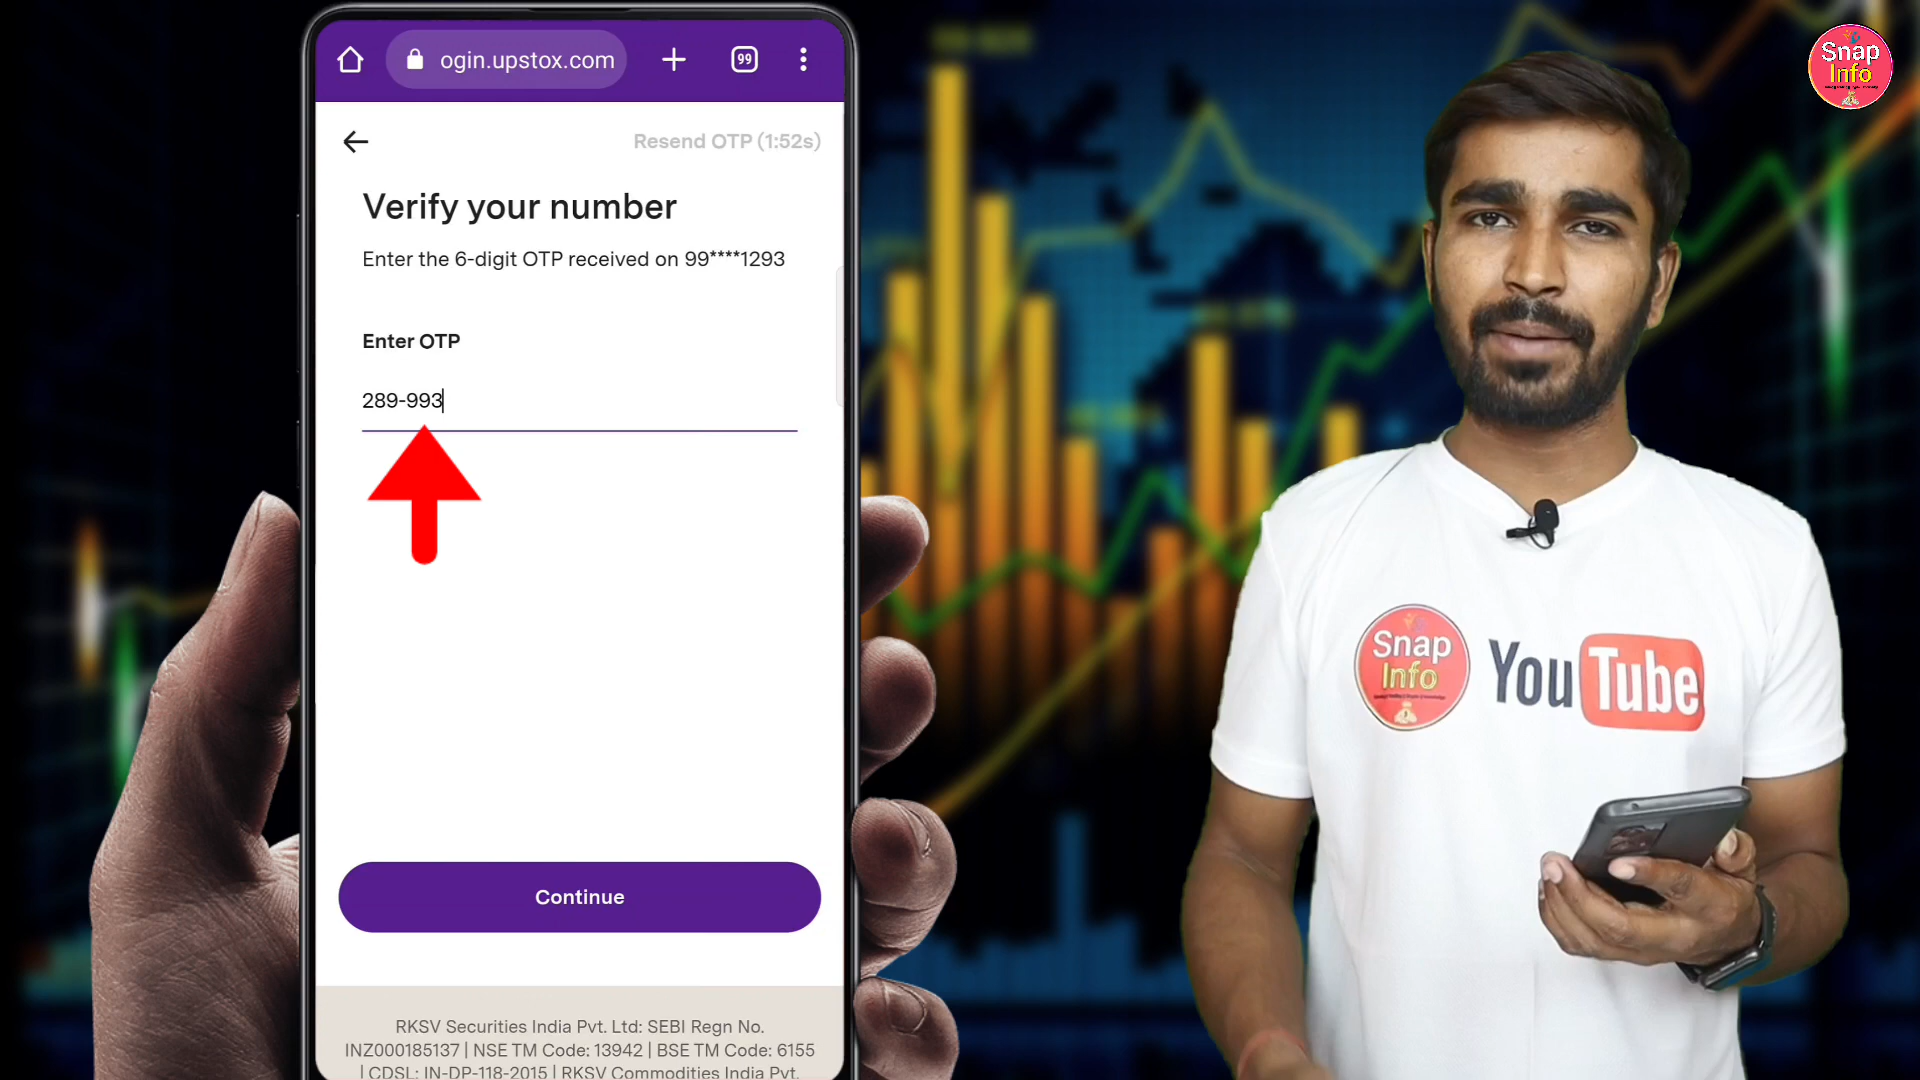 ogin.upstox.com
99
Resend OTP (1:52s)
Verify your number
Enter the 6-digit OTP received on 99****1293
Enter OTP
289-993
Continue
RKSV Securities India Pvt. Ltd: SEBI Regn No.
INZ000185137 | NSE TM Code: 13942 | BSE TM Code: 6155
| CDSL: IN-DP-118-2015 | RKSV Commodities India Pvt.
Snap
Info
Snap
Info
YouTube